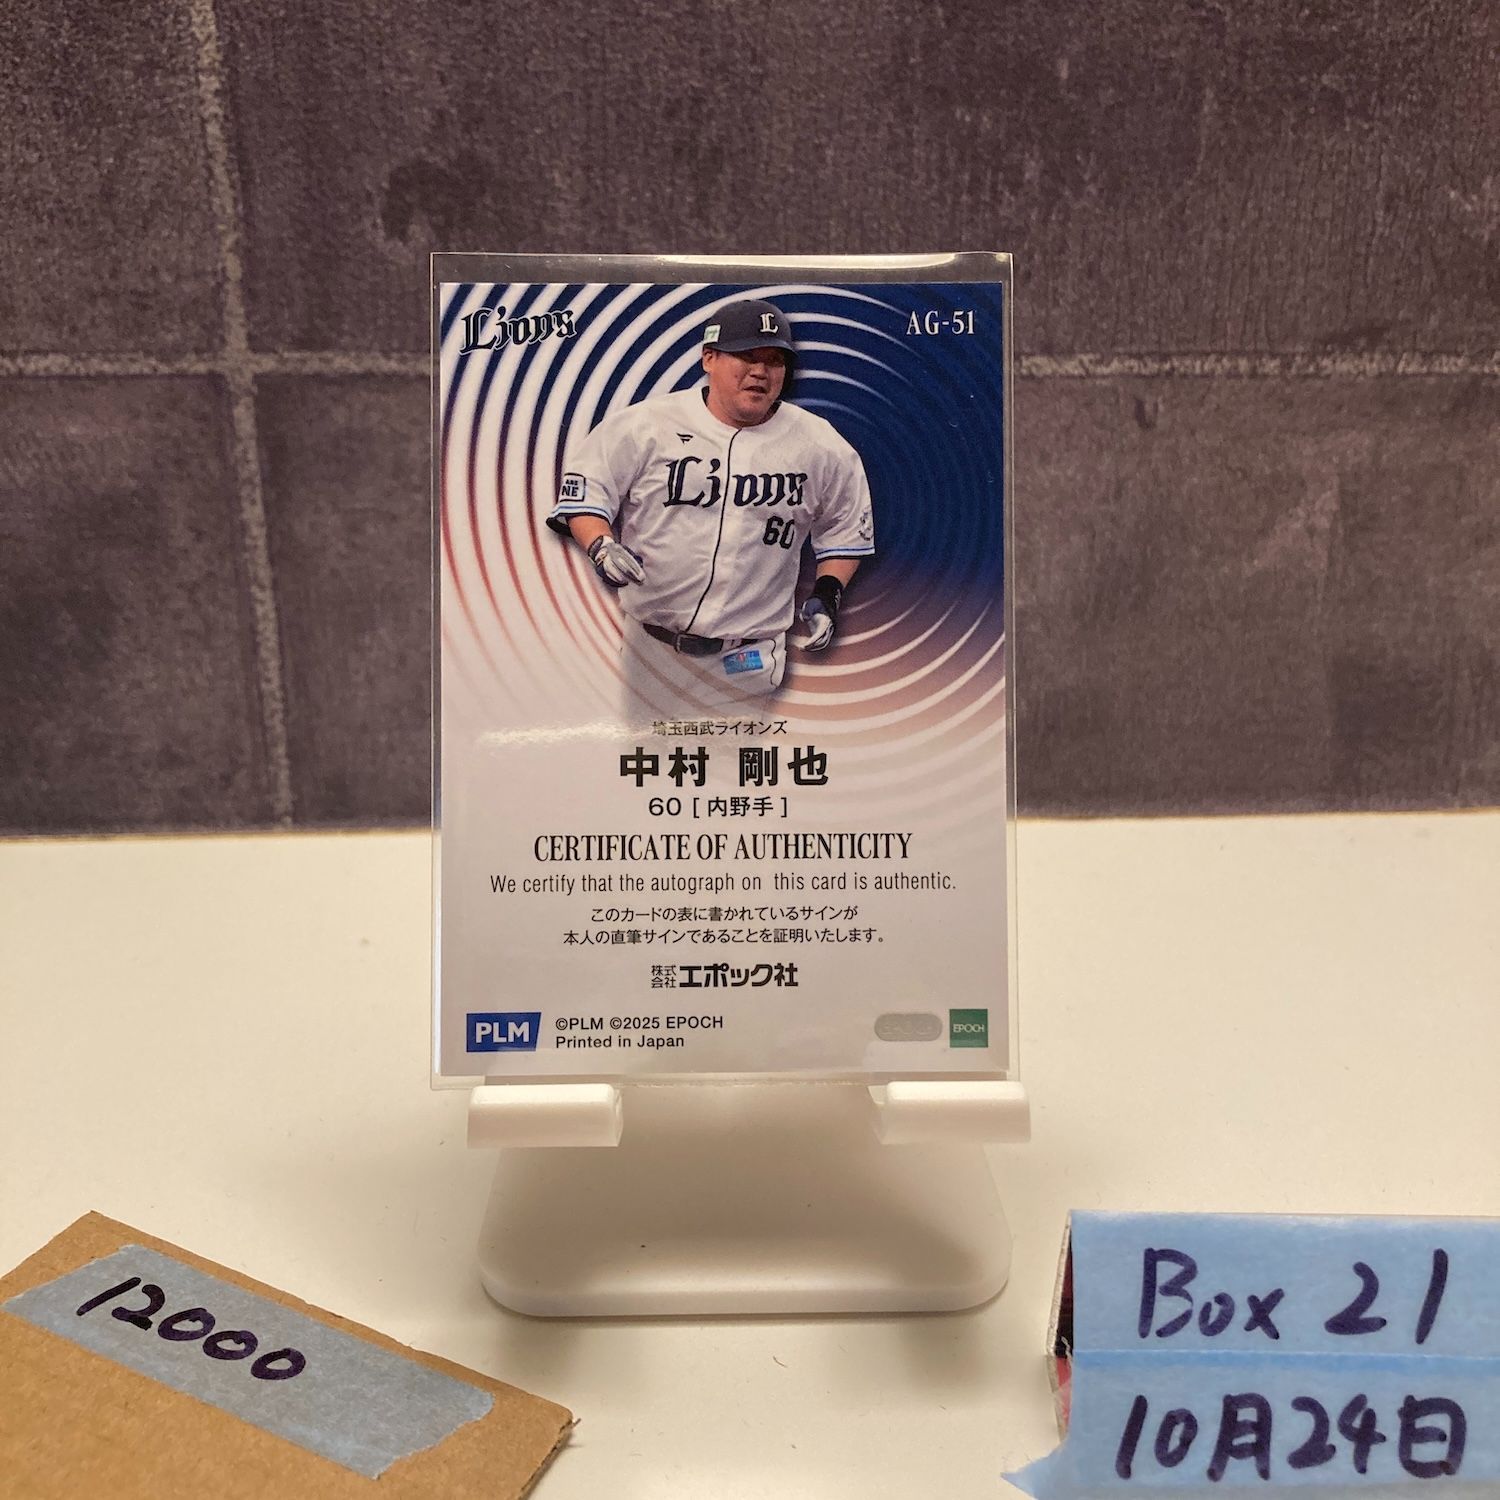 Lions
AG-51
L
Lions
60
NE
埼玉西武ライオンズ
中村 剛也
60 [ 内野手 ]
CERTIFICATE OF AUTHENTICITY
We certify that the autograph on this card is authentic.
このカードの表に書かれているサインが
本人の直筆サインであることを証明いたします。
株式会社エポック社
PLM
©PLM ©2025 EPOCH
Printed in Japan
EPOCH
EPOCH
12000
Box 21
10月24日